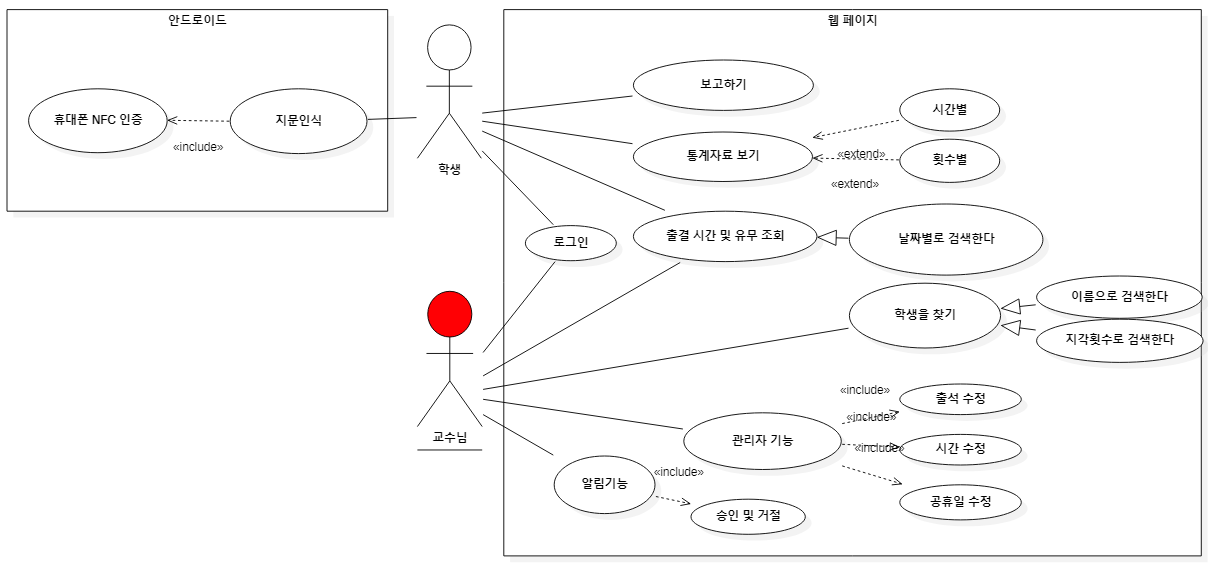 안드로이드
휴대폰 NFC 인증
지문인식
«include»
학생
웹 페이지
보고하기
통계자료 보기
시간별
«extend»
횟수별
«extend»
로그인
출결 시간 및 유무 조회
날짜별로 검색한다
학생을 찾기
이름으로 검색한다
지각횟수로 검색한다
교수님
관리자 기능
«include»
출석 수정
«include»
시간 수정
«include»
공휴일 수정
알림기능
«include»
승인 및 거절